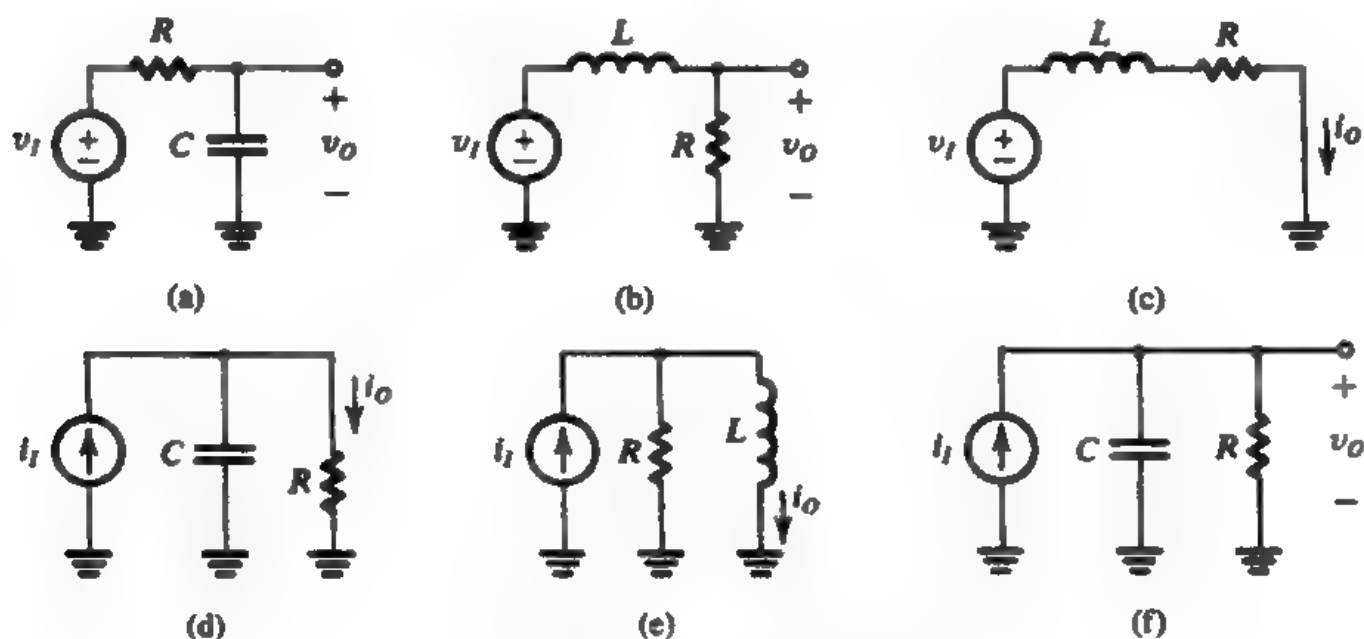 R
v_I + − C + v_O −
(a)
L
v_I + − R + v_O −
(b)
L R
v_I + − i_O
(c)
i_I C R i_O
(d)
i_I R L i_O
(e)
i_I C R + v_O −
(f)